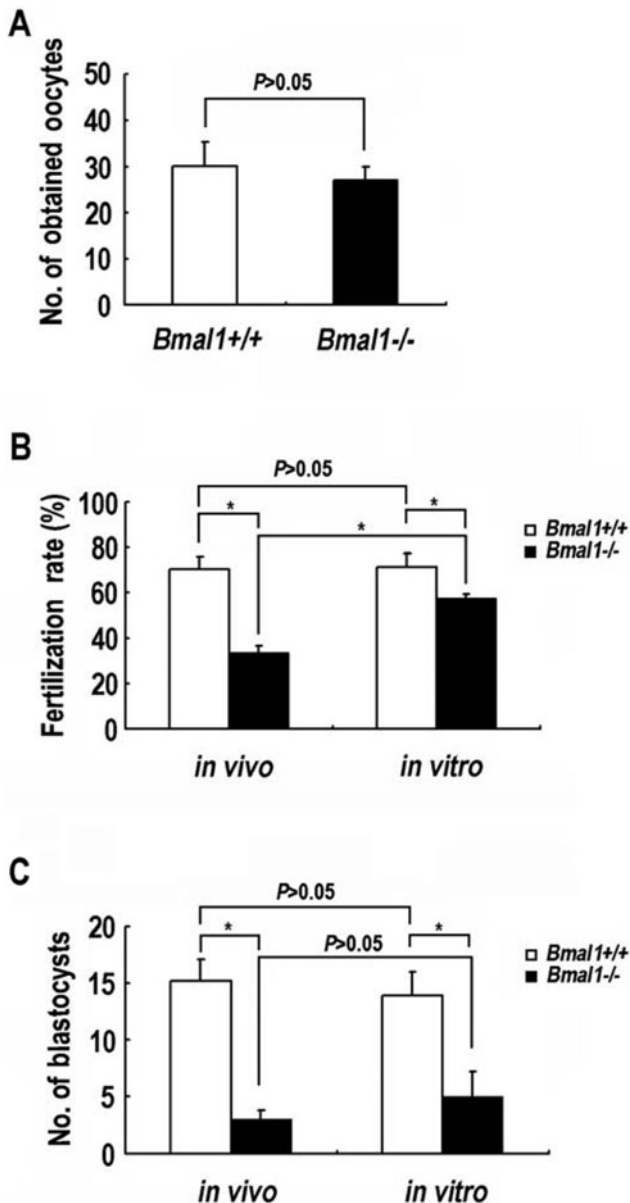 A
No. of obtained oocytes
50
40
30
20
10
0
P>0.05
Bmal1+/+ Bmal1-/-
B
Fertilization rate (%)
100
80
60
40
20
0
P>0.05
* *
*
Bmal1+/+
Bmal1-/-
in vivo in vitro
C
No. of blastocysts
20
15
10
5
0
P>0.05
* *
P>0.05
Bmal1+/+
Bmal1-/-
in vivo in vitro